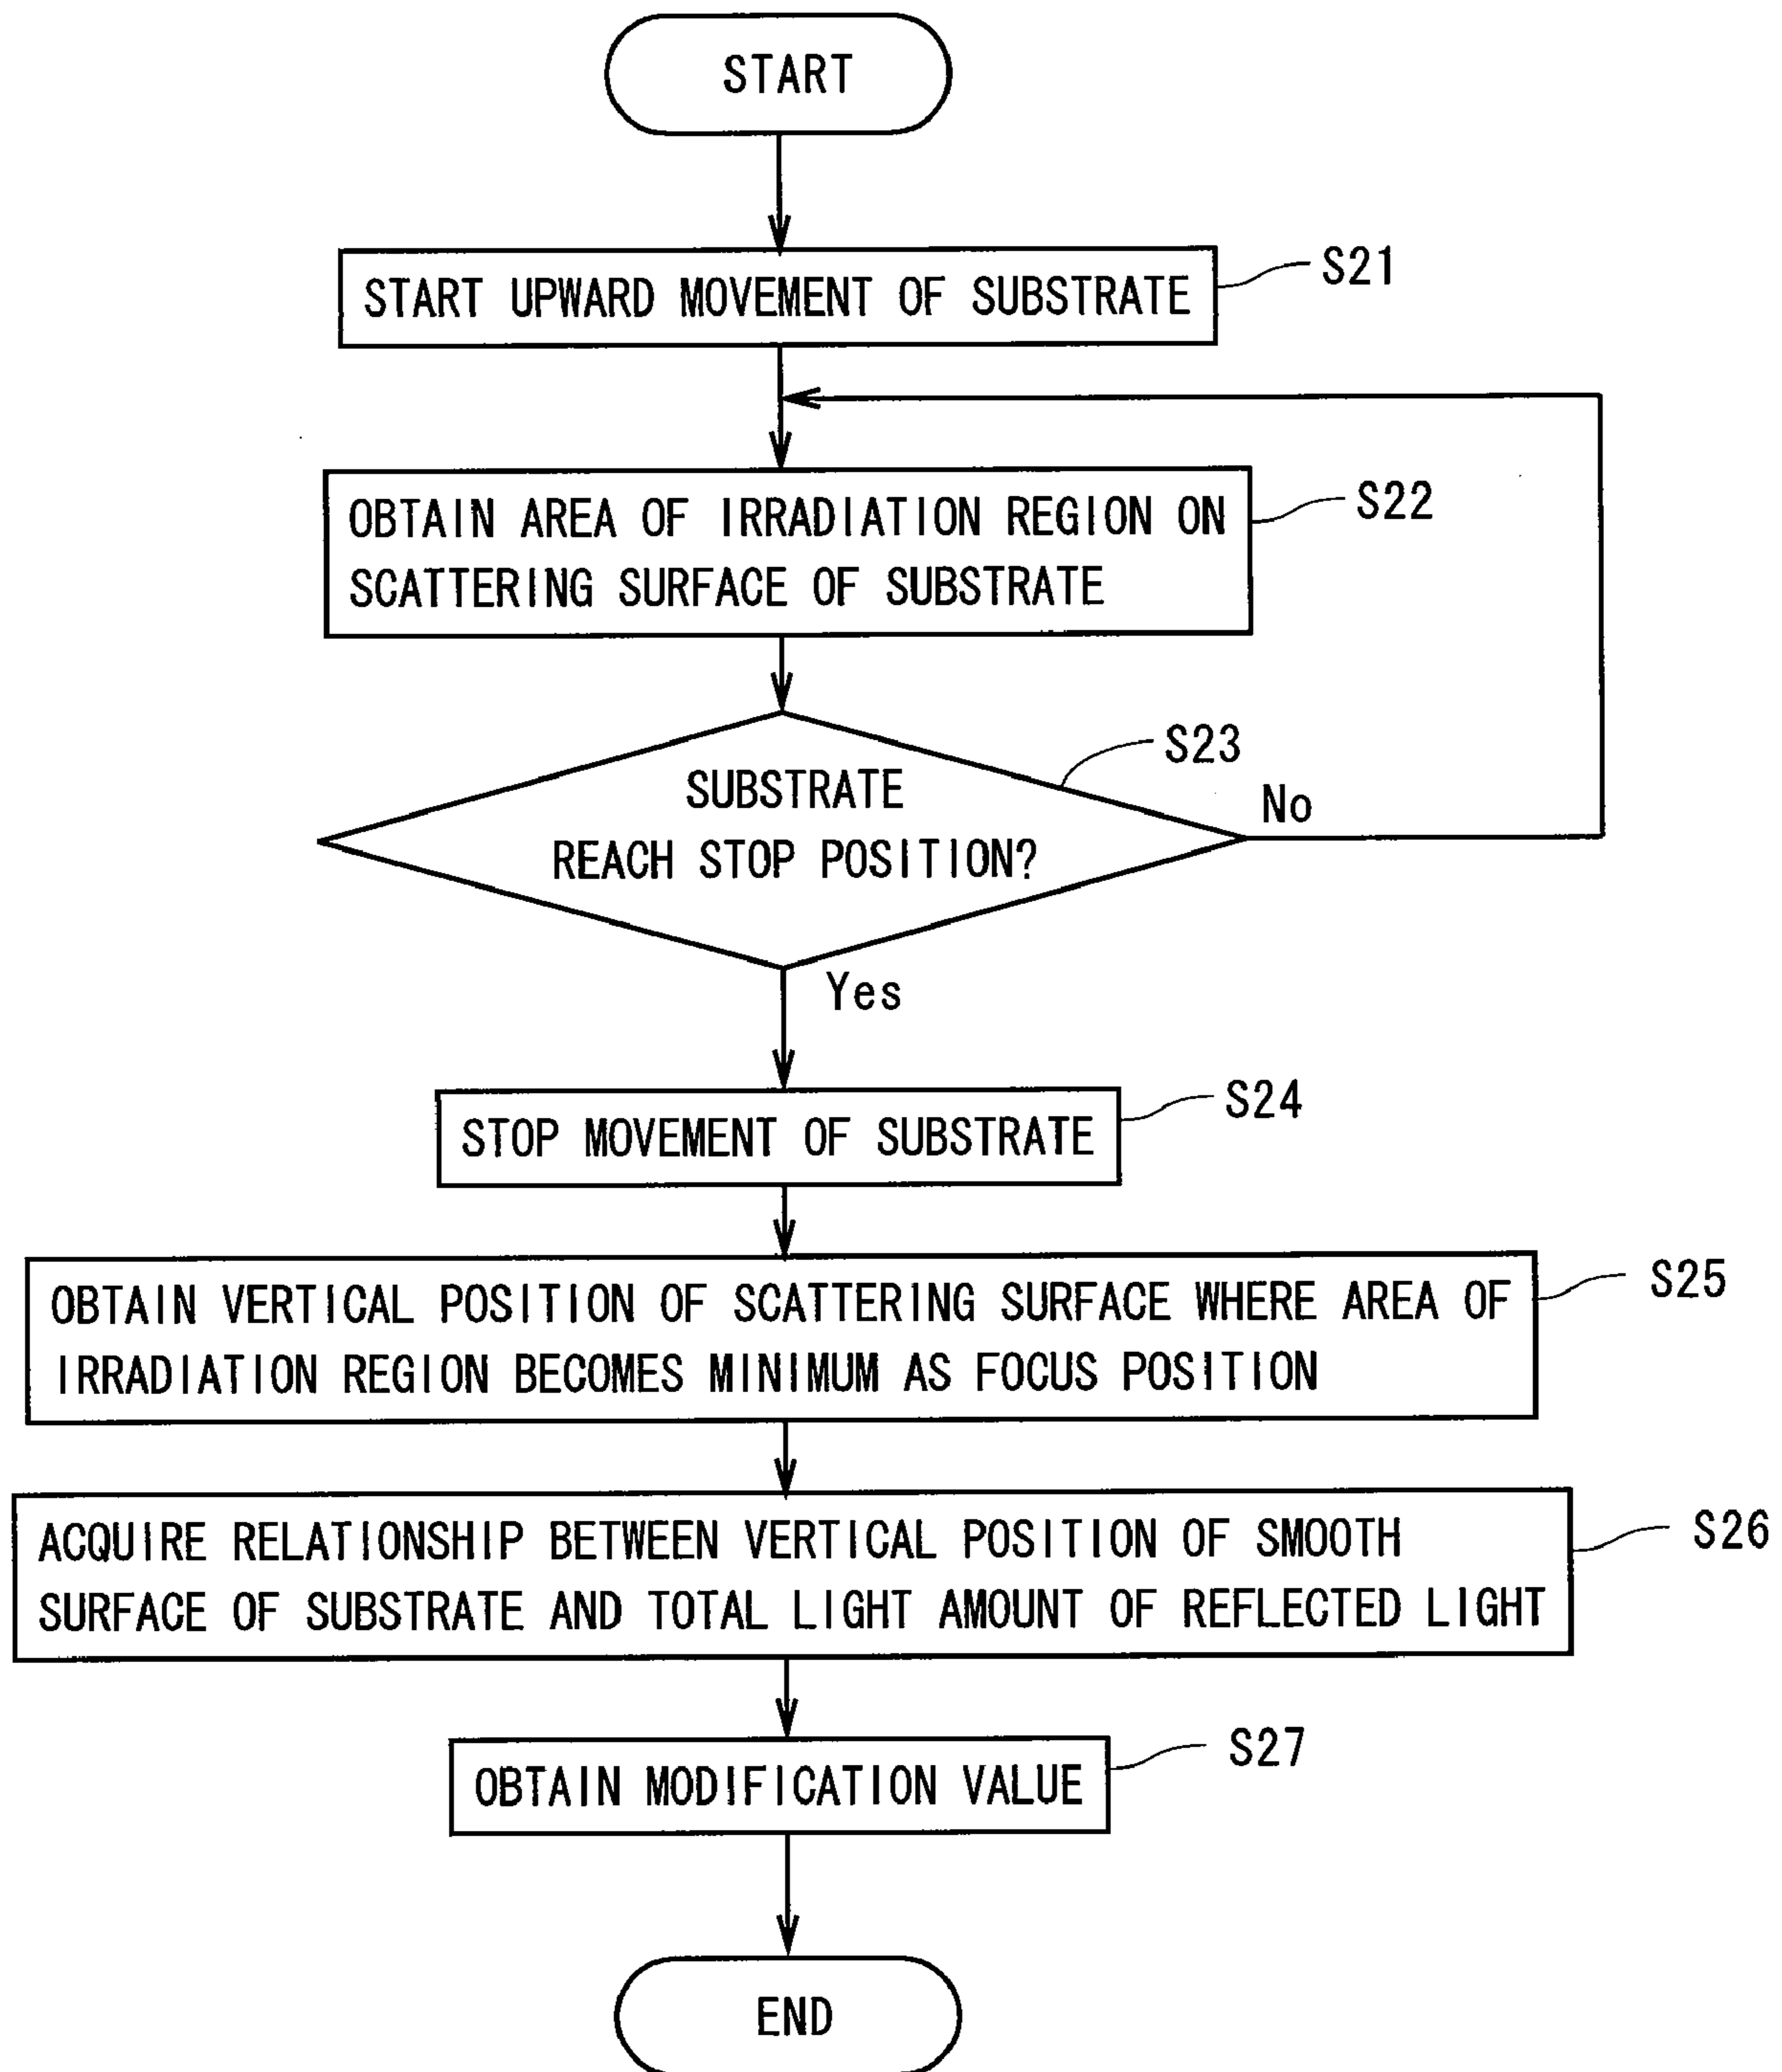 START
START UPWARD MOVEMENT OF SUBSTRATE
S21
OBTAIN AREA OF IRRADIATION REGION ON
SCATTERING SURFACE OF SUBSTRATE
S22
SUBSTRATE
REACH STOP POSITION?
S23
No
Yes
STOP MOVEMENT OF SUBSTRATE
S24
OBTAIN VERTICAL POSITION OF SCATTERING SURFACE WHERE AREA OF
IRRADIATION REGION BECOMES MINIMUM AS FOCUS POSITION
S25
ACQUIRE RELATIONSHIP BETWEEN VERTICAL POSITION OF SMOOTH
SURFACE OF SUBSTRATE AND TOTAL LIGHT AMOUNT OF REFLECTED LIGHT
S26
OBTAIN MODIFICATION VALUE
S27
END